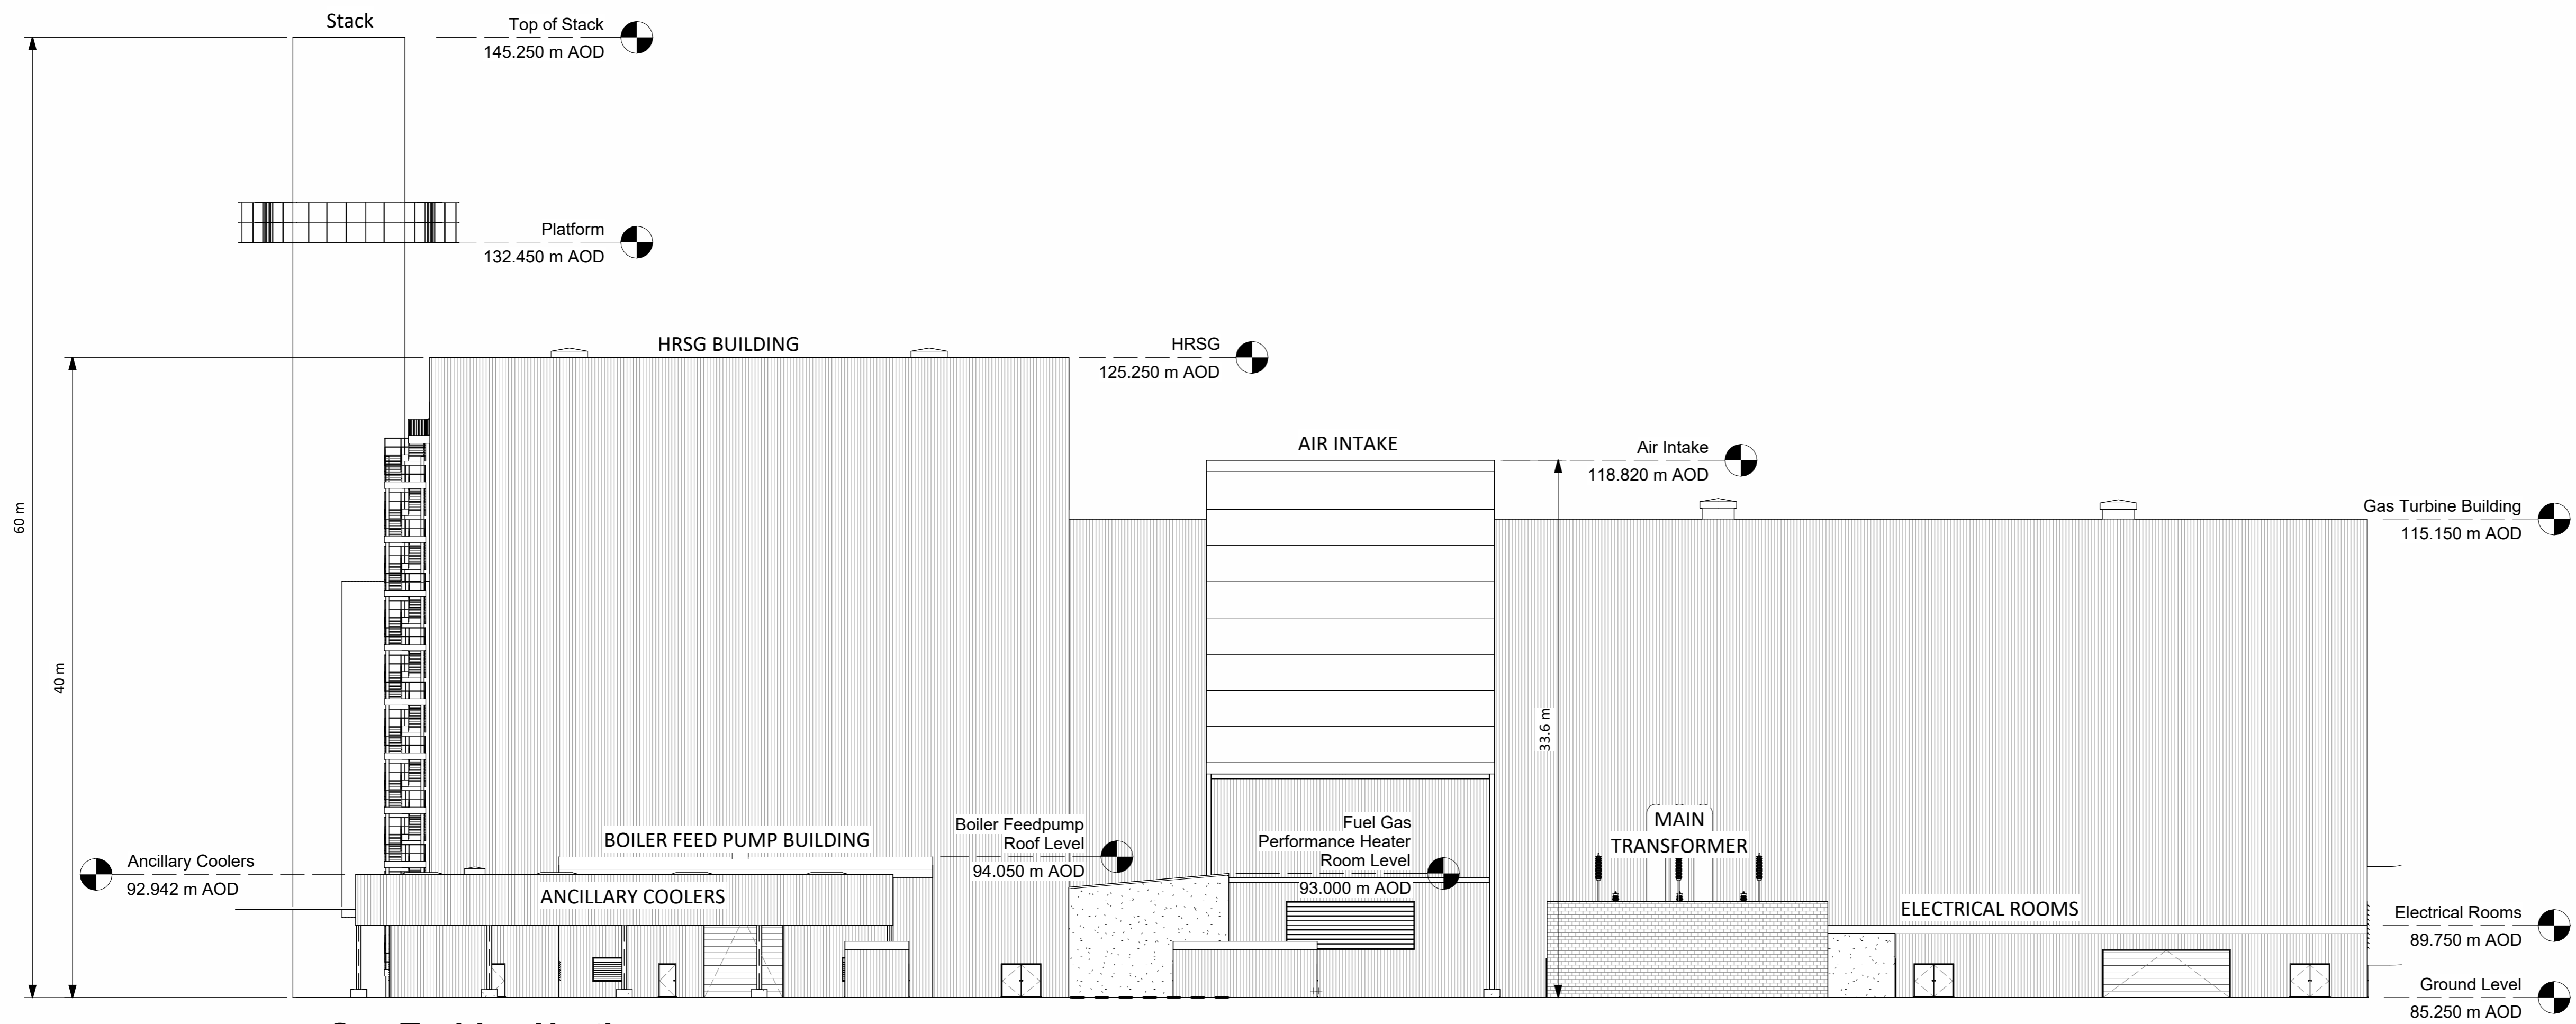 Stack
Top of Stack
145.250 m AOD
Platform
132.450 m AOD
HRSG BUILDING
HRSG
125.250 m AOD
AIR INTAKE
Air Intake
118.820 m AOD
Gas Turbine Building
115.150 m AOD
60 m
40 m
33.6 m
BOILER FEED PUMP BUILDING
Boiler Feedpump
Roof Level
94.050 m AOD
Fuel Gas
Performance Heater
Room Level
93.000 m AOD
MAIN
TRANSFORMER
Ancillary Coolers
92.942 m AOD
ANCILLARY COOLERS
ELECTRICAL ROOMS
Electrical Rooms
89.750 m AOD
Ground Level
85.250 m AOD